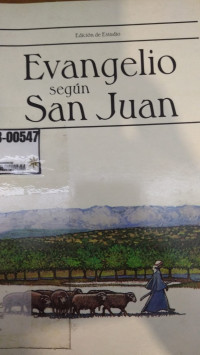 Edición de Estudio
Evangelio
según
San Juan
-00547